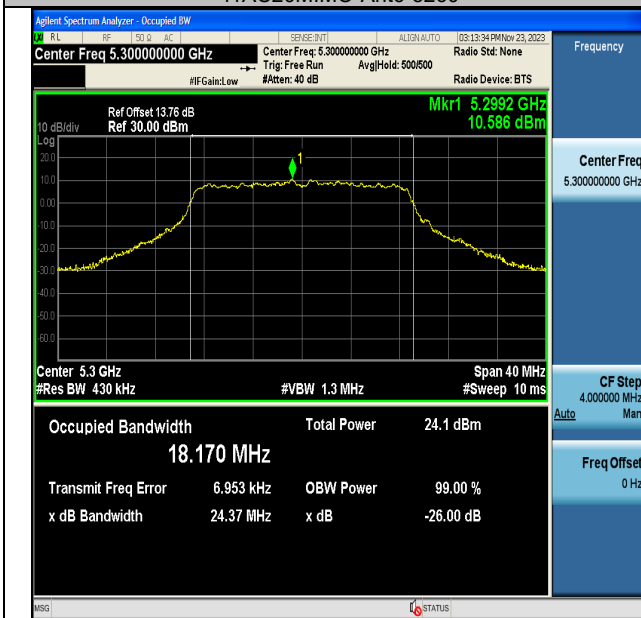 Agilent Spectrum Analyzer - Occupied BW
RL RF 50 Ω AC SENSE:INT ALIGN AUTO 03:13:34 PM Nov 23, 2023
Center Freq 5.300000000 GHz Center Freq: 5.300000000 GHz Radio Std: None Frequency
Trig: Free Run Avg|Hold: 500/500
#IFGain:Low #Atten: 40 dB Radio Device: BTS
Ref Offset 13.76 dB Mkr1 5.2992 GHz
10 dB/div Ref 30.00 dBm 10.586 dBm
Log
20.0
10.0
0.00
-10.0
-20.0
-30.0
-40.0
-50.0
-60.0
1
Center Freq
5.300000000 GHz
Center 5.3 GHz Span 40 MHz
#Res BW 430 kHz #VBW 1.3 MHz #Sweep 10 ms
CF Step
4.000000 MHz
Auto Man
Occupied Bandwidth Total Power 24.1 dBm
18.170 MHz
Transmit Freq Error 6.953 kHz OBW Power 99.00 %
x dB Bandwidth 24.37 MHz x dB -26.00 dB
Freq Offset
0 Hz
MSG STATUS